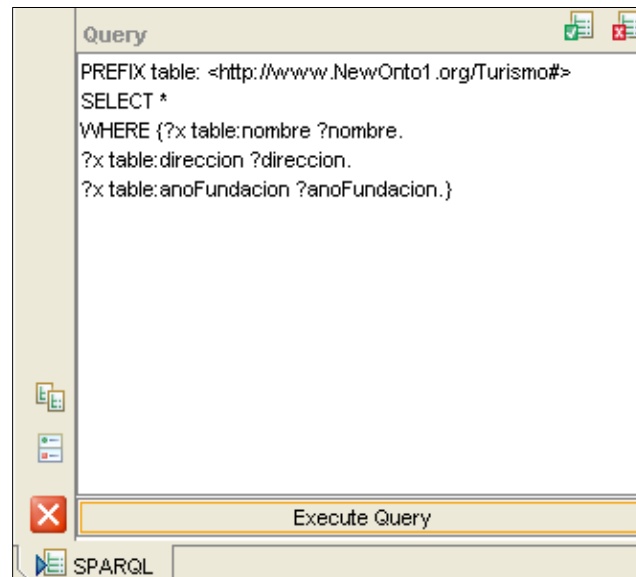 Query
PREFIX table: <http://www.NewOnto1.org/Turismo#>
SELECT *
WHERE {?x table:nombre ?nombre.
?x table:direccion ?direccion.
?x table:anoFundacion ?anoFundacion.}
Execute Query
SPARQL